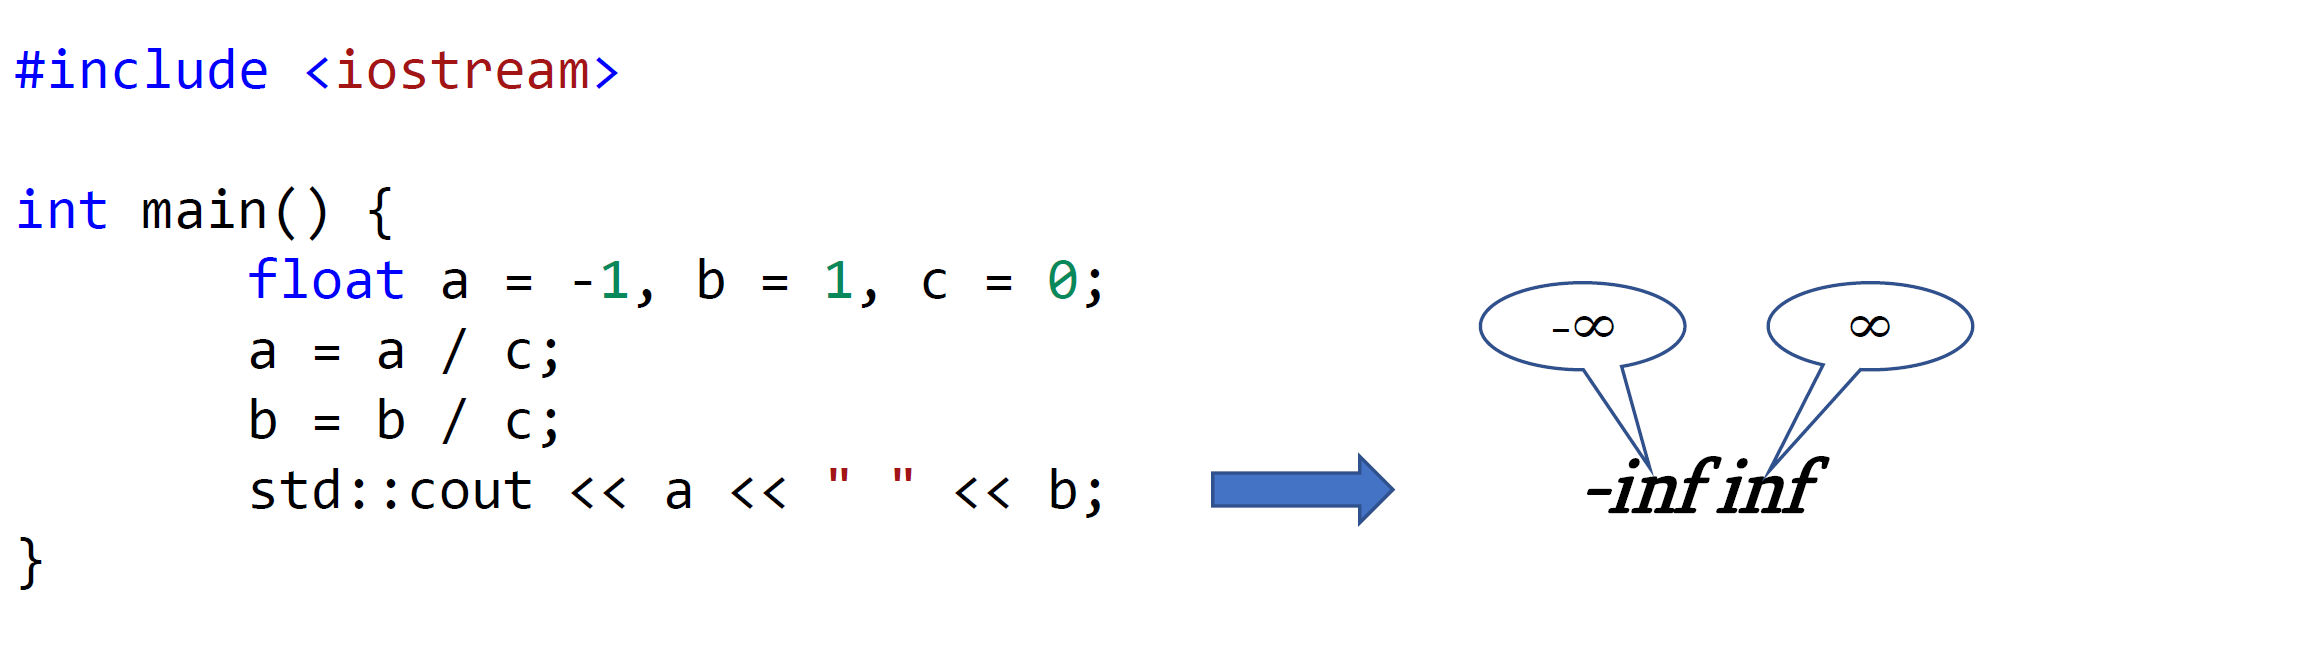 #include <iostream>
int main() {
float a = -1, b = 1, c = 0;
a = a / c;
b = b / c;
std::cout << a << " " << b;
}
-∞
∞
-inf inf